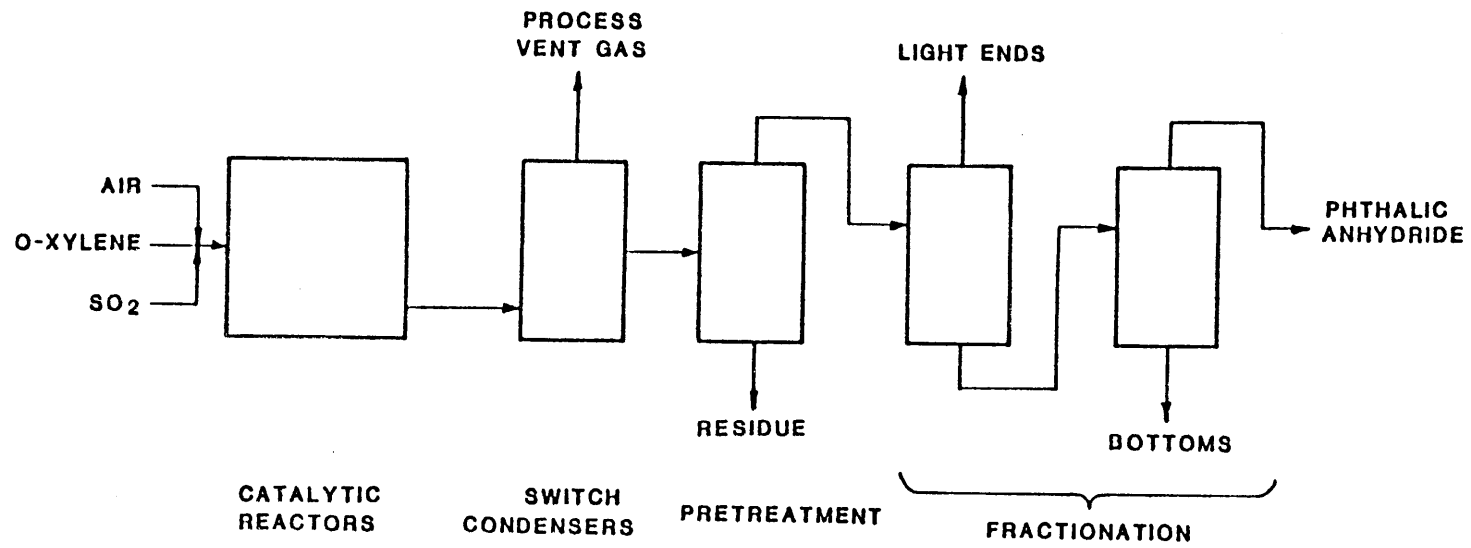 PROCESS
VENT GAS
LIGHT ENDS
AIR
O-XYLENE
SO2
PHTHALIC
ANHYDRIDE
RESIDUE
BOTTOMS
CATALYTIC
REACTORS
SWITCH
CONDENSERS
PRETREATMENT
FRACTIONATION